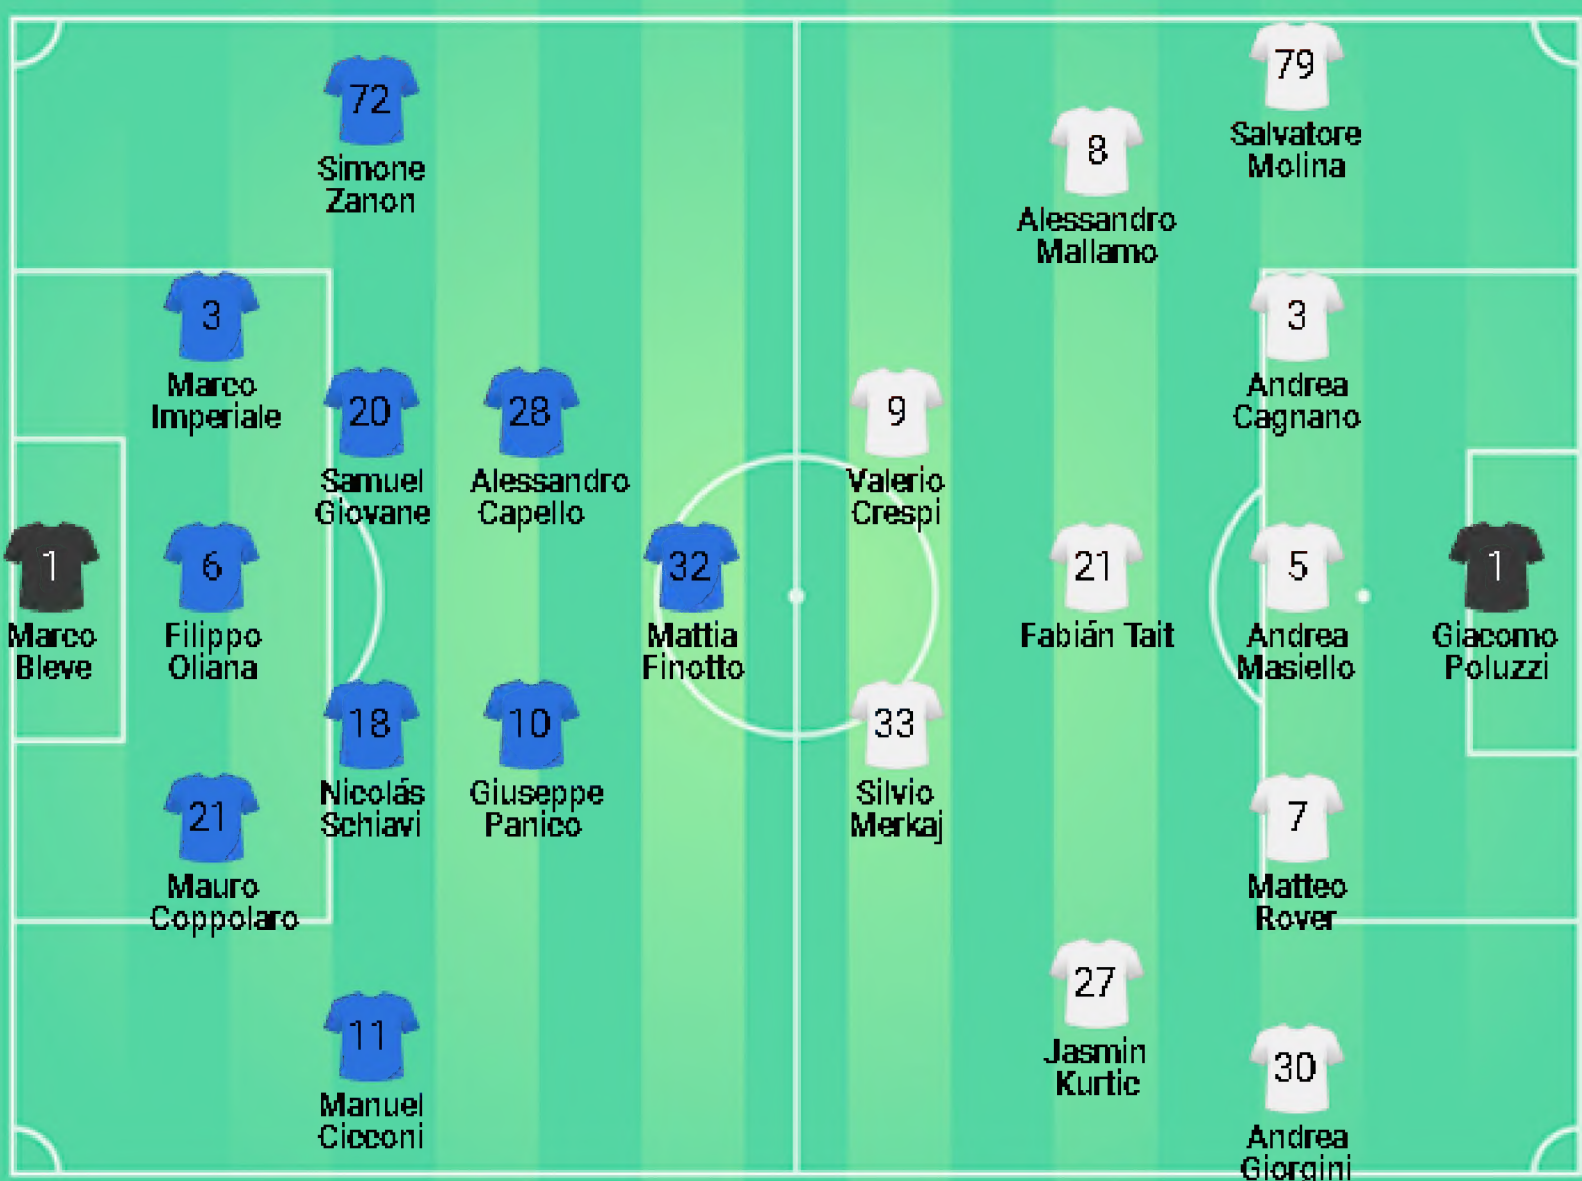 72
Simone
Zanon
3
Marco
Imperiale
20
Samuel
Giovane
28
Alessandro
Capello
1
Marco
Bleve
6
Filippo
Oliana
32
Mattia
Finotto
18
Nicolás
Schiavi
10
Giuseppe
Panico
21
Mauro
Coppolaro
11
Manuel
Cicconi
79
Salvatore
Molina
8
Alessandro
Mallamo
3
Andrea
Cagnano
9
Valerio
Crespi
21
Fabián Tait
5
Andrea
Masiello
1
Giacomo
Poluzzi
33
Silvio
Merkaj
7
Matteo
Rover
27
Jasmin
Kurtic
30
Andrea
Giorgini